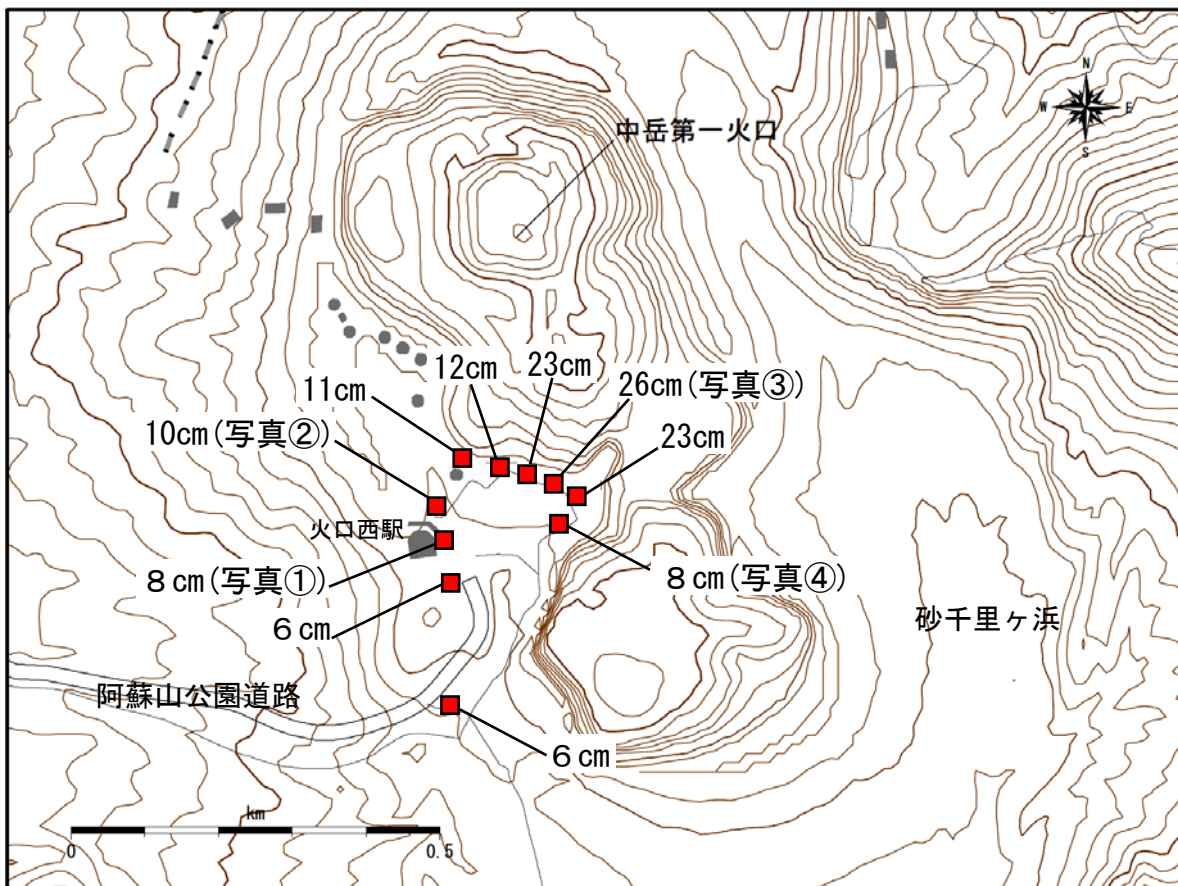 N
W E
S
中岳第一火口
12cm
23cm
26cm(写真③)
11cm
23cm
10cm(写真②)
火口西駅
8cm(写真①)
8cm(写真④)
6cm
砂千里ヶ浜
阿蘇山公園道路
6cm
km
0 0.5